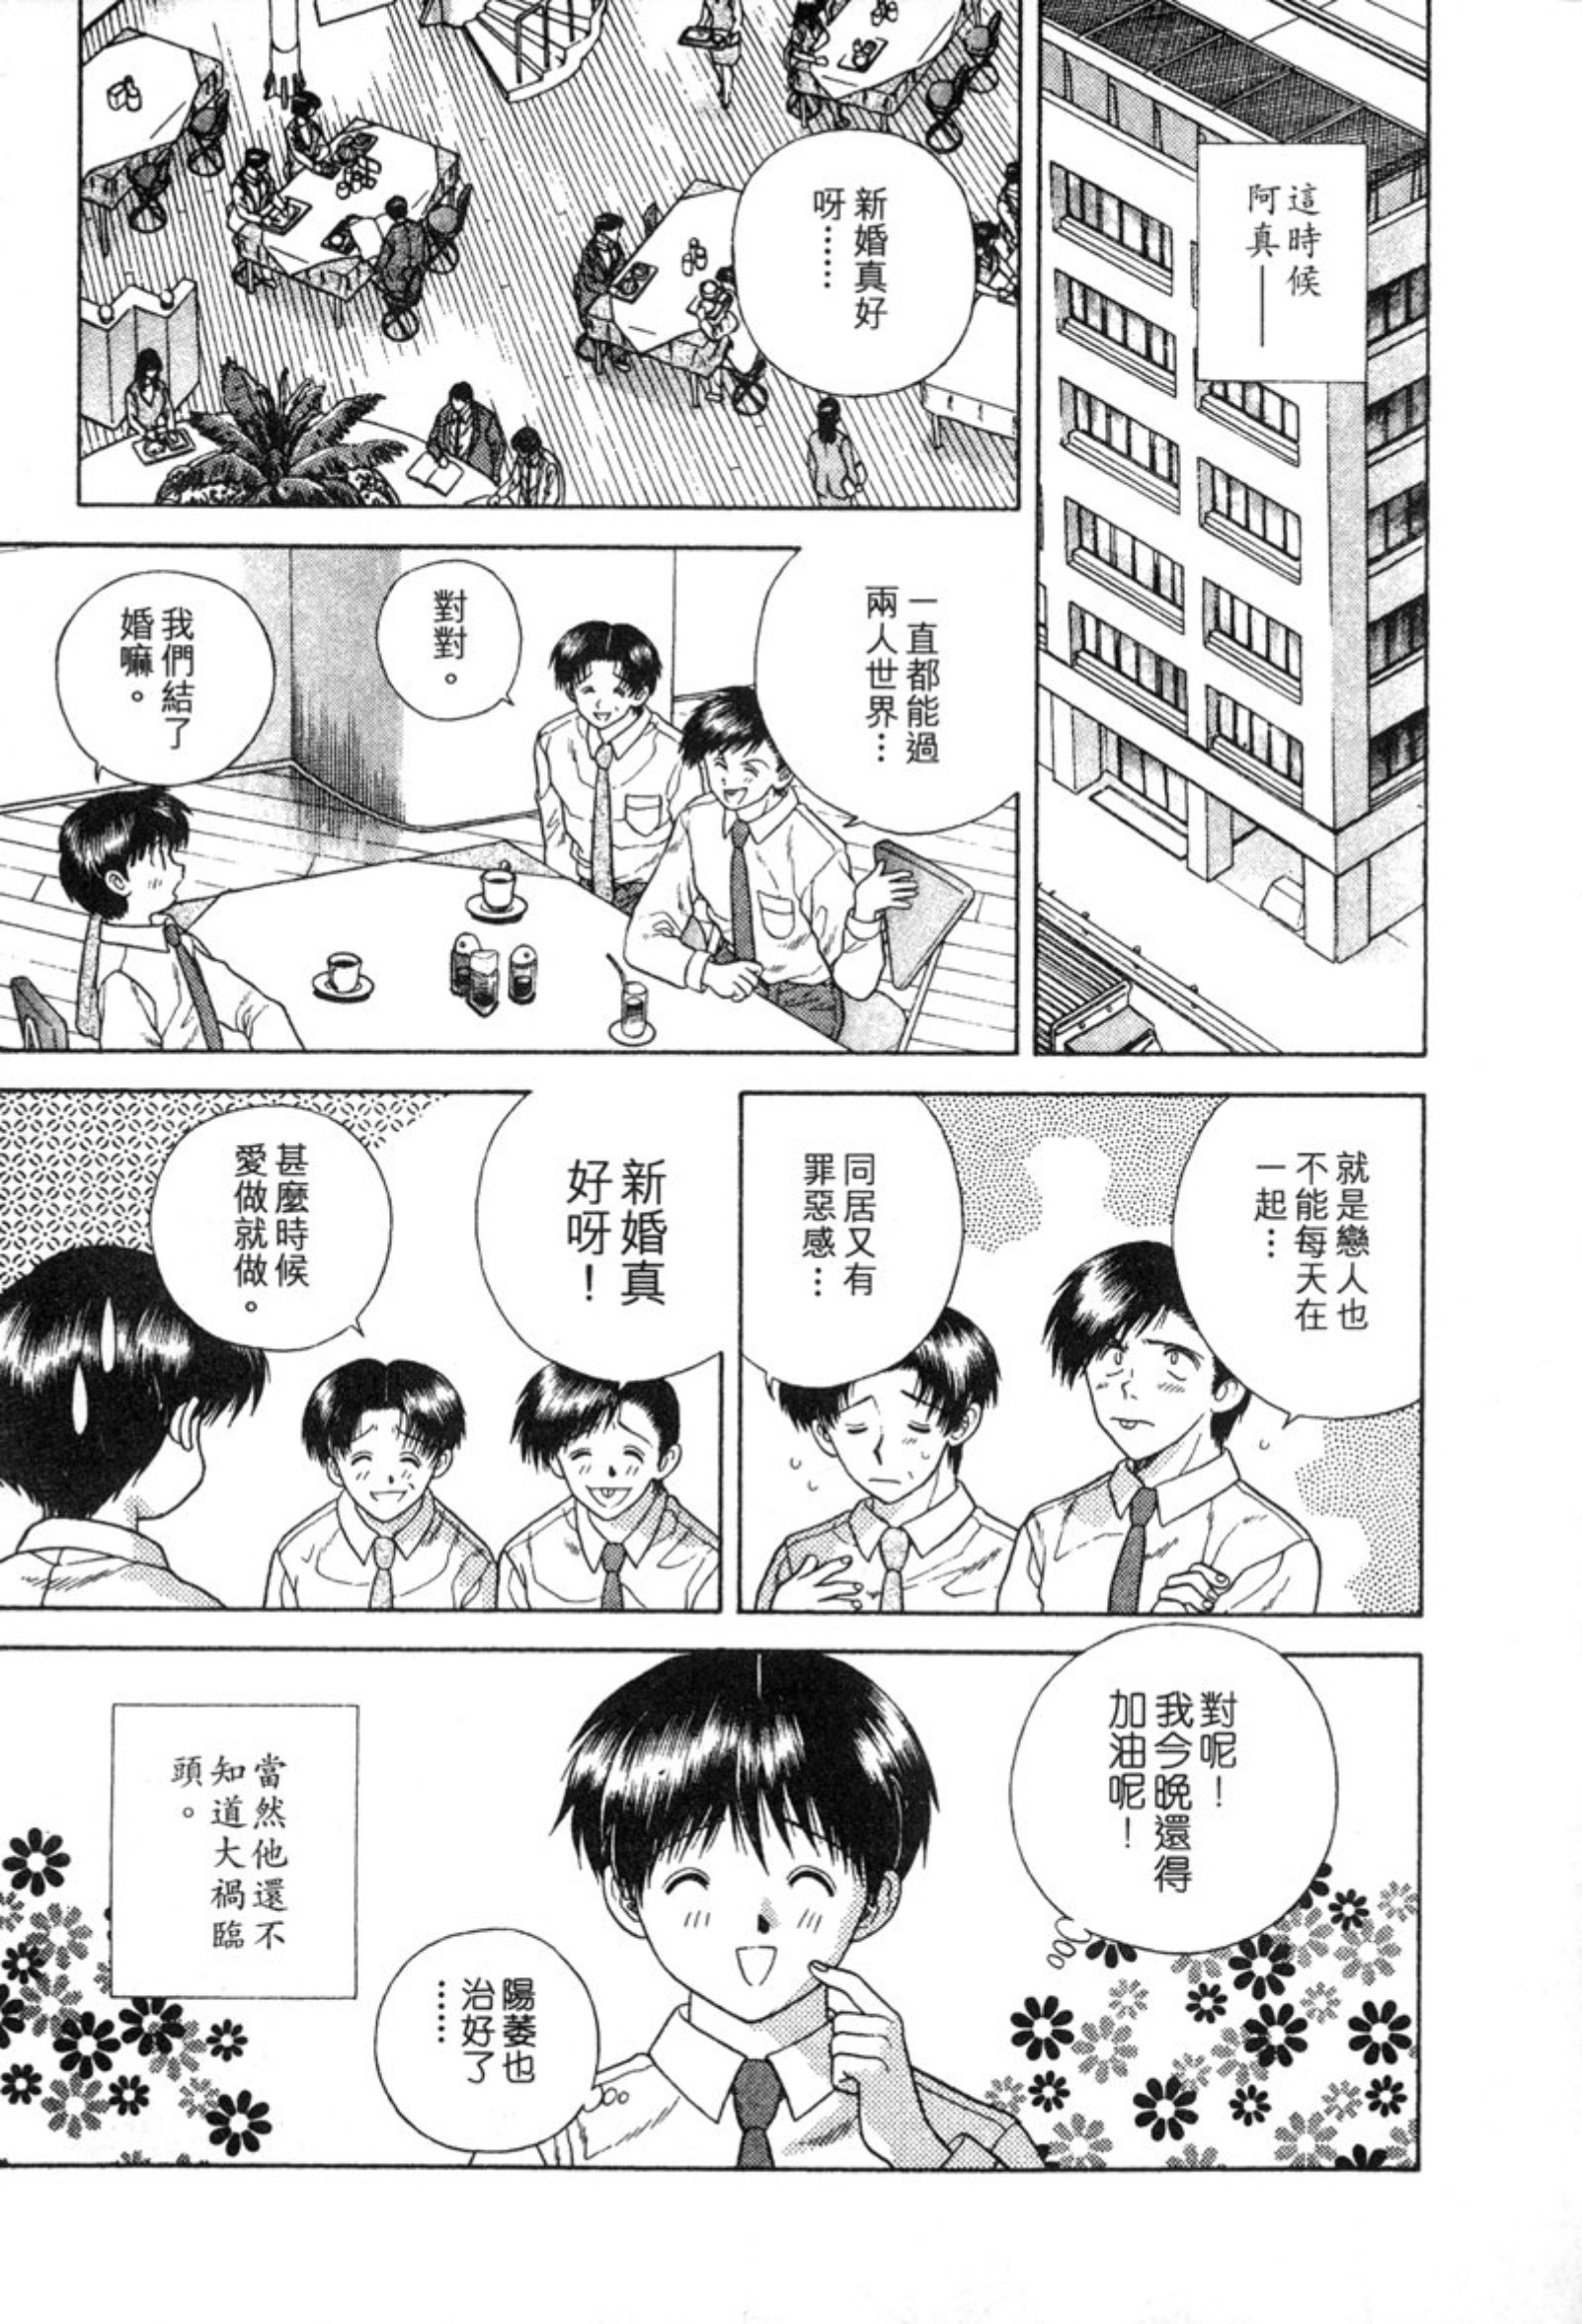 這時候
阿真——
新婚真好
呀……
一直都能過
兩人世界…
對對。
我們結了
婚嘛。
就是戀人也
不能每天在
一起…
同居又有
罪惡感…
新婚真
好呀！
甚麼時候
愛做就做。
對呢！
我今晚還得
加油呢！
陽萎也
治好了
……
當然他還不
知道大禍臨
頭。